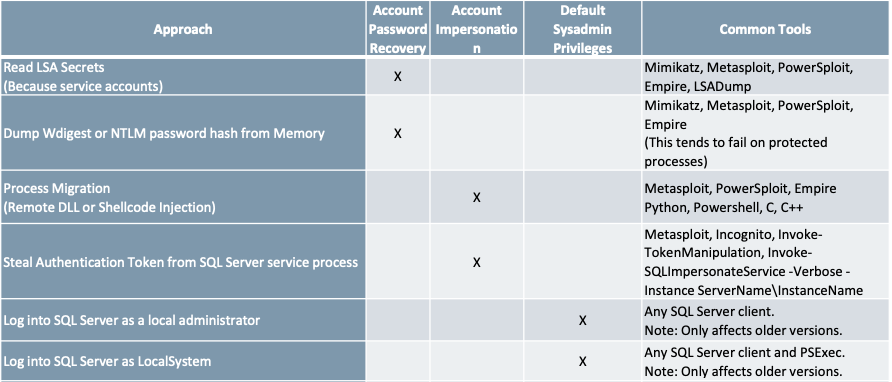 Approach
Account
Password
Recovery
Account
Impersonatio
n
Default
Sysadmin
Privileges
Common Tools
Read LSA Secrets
(Because service accounts)
X
Mimikatz, Metasploit, PowerSploit,
Empire, LSADump
Dump Wdigest or NTLM password hash from Memory
X
Mimikatz, Metasploit, PowerSploit,
Empire
(This tends to fail on protected
processes)
Process Migration
(Remote DLL or Shellcode Injection)
X
Metasploit, PowerSploit, Empire
Python, Powershell, C, C++
Steal Authentication Token from SQL Server service process
X
Metasploit, Incognito, Invoke-
TokenManipulation, Invoke-
SQLImpersonateService -Verbose -
Instance ServerName\InstanceName
Log into SQL Server as a local administrator
X
Any SQL Server client.
Note: Only affects older versions.
Log into SQL Server as LocalSystem
X
Any SQL Server client and PSExec.
Note: Only affects older versions.